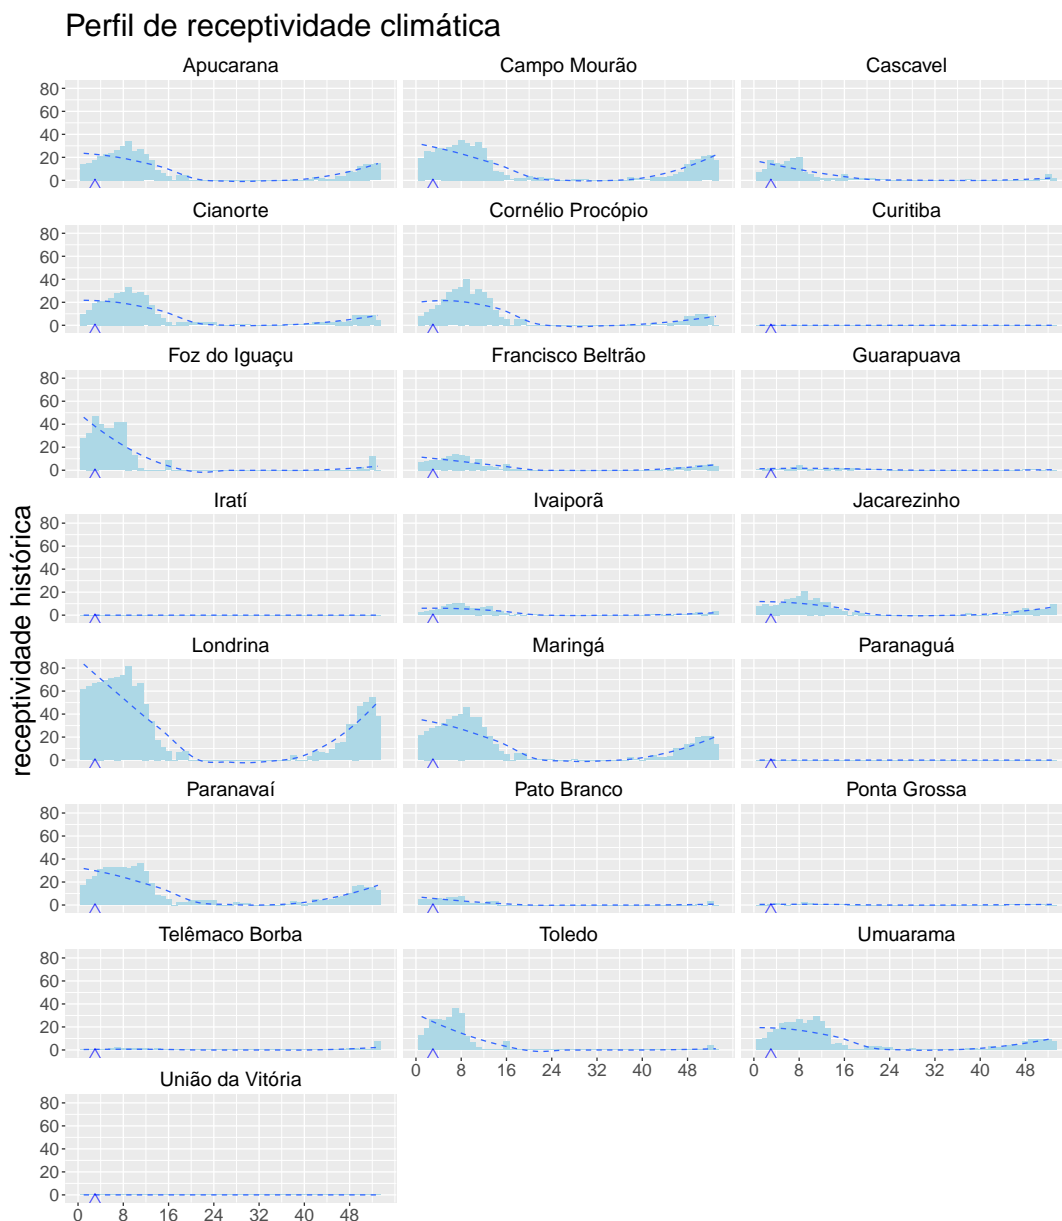 Perfil de receptividade climática
Apucarana
Campo Mourão
Cascavel
80
60
40
20
0
Cianorte
Cornélio Procópio
Curitiba
80
60
40
20
0
Foz do Iguaçu
Francisco Beltrão
Guarapuava
80
60
40
20
0
Iratí
Ivaiporã
Jacarezinho
80
60
40
20
0
receptividade histórica
Londrina
Maringá
Paranaguá
80
60
40
20
0
Paranavaí
Pato Branco
Ponta Grossa
80
60
40
20
0
Telêmaco Borba
Toledo
Umuarama
80
60
40
20
0
0 8 16 24 32 40 48
0 8 16 24 32 40 48
União da Vitória
80
60
40
20
0
0 8 16 24 32 40 48